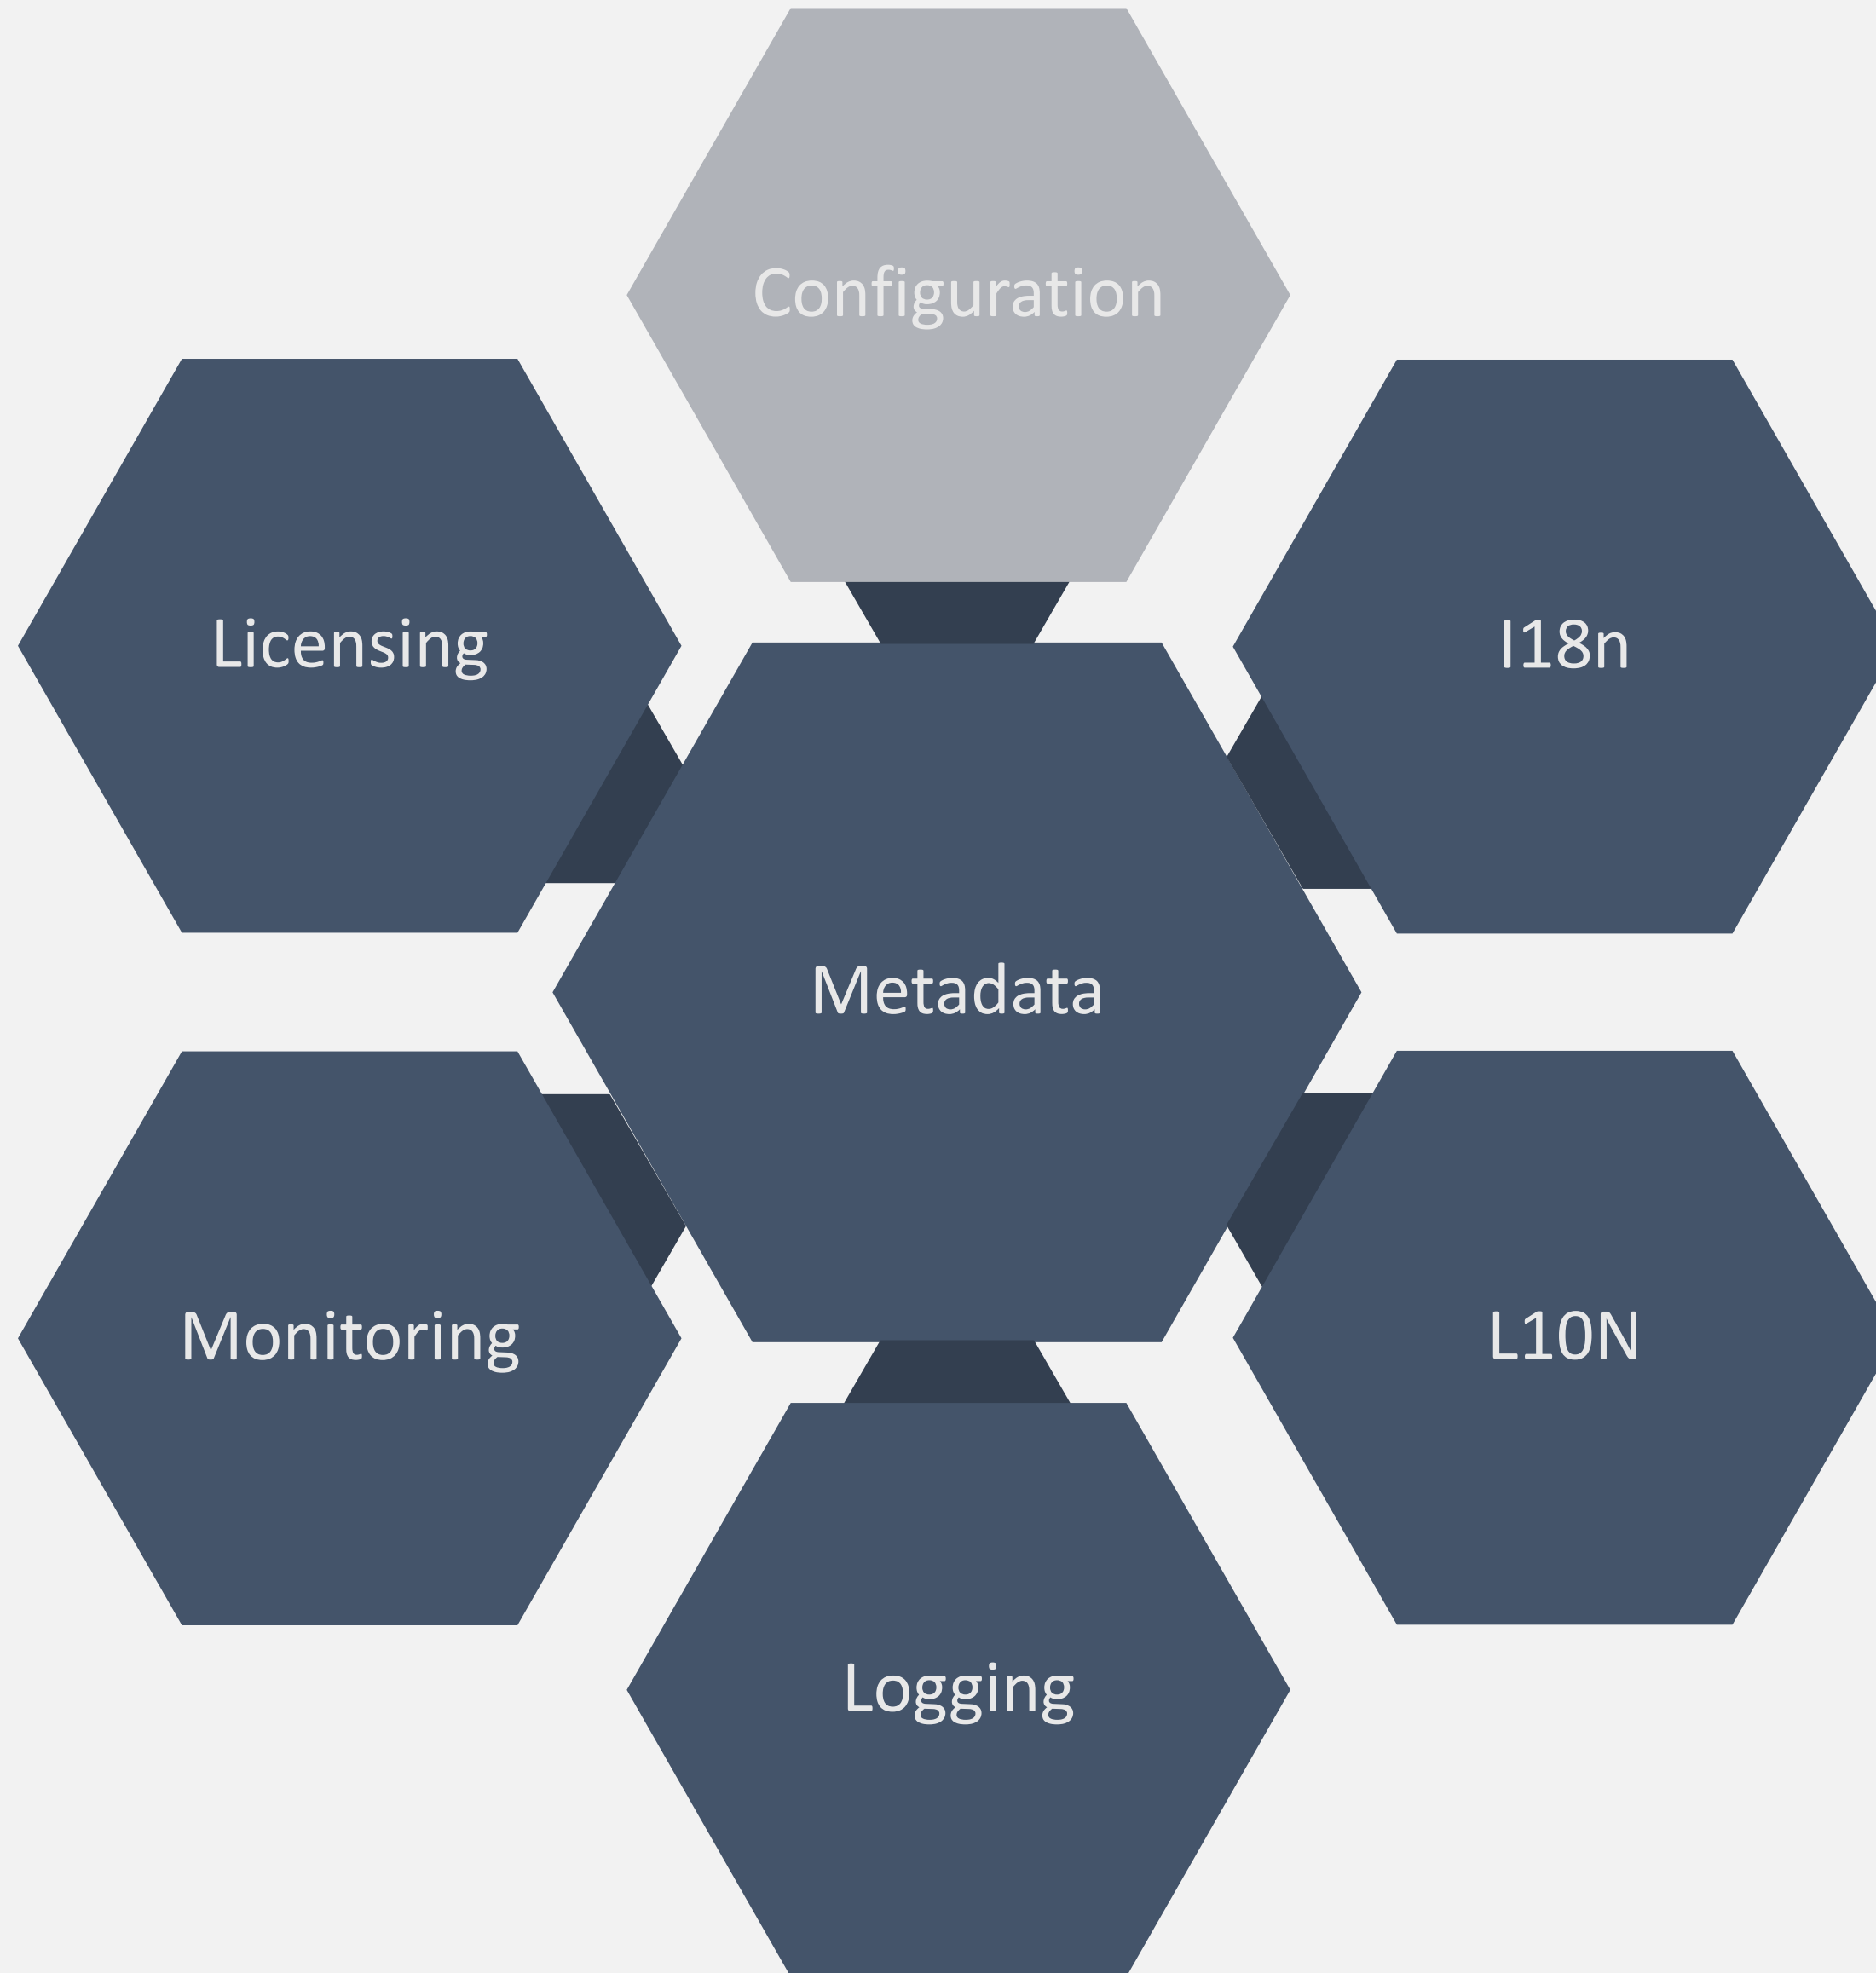 Configuration
Licensing
I18n
Metadata
Monitoring
L10N
Logging